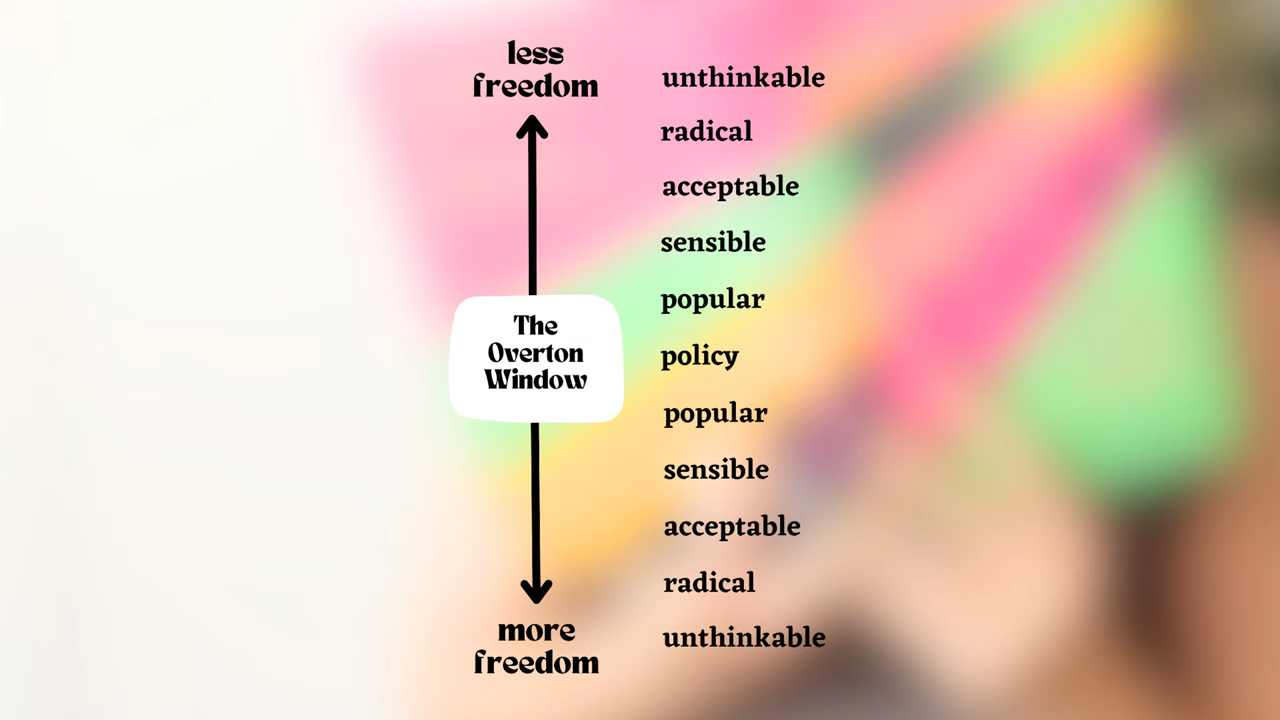 less
freedom
The
Overton
Window
more
freedom
unthinkable
radical
acceptable
sensible
popular
policy
popular
sensible
acceptable
radical
unthinkable